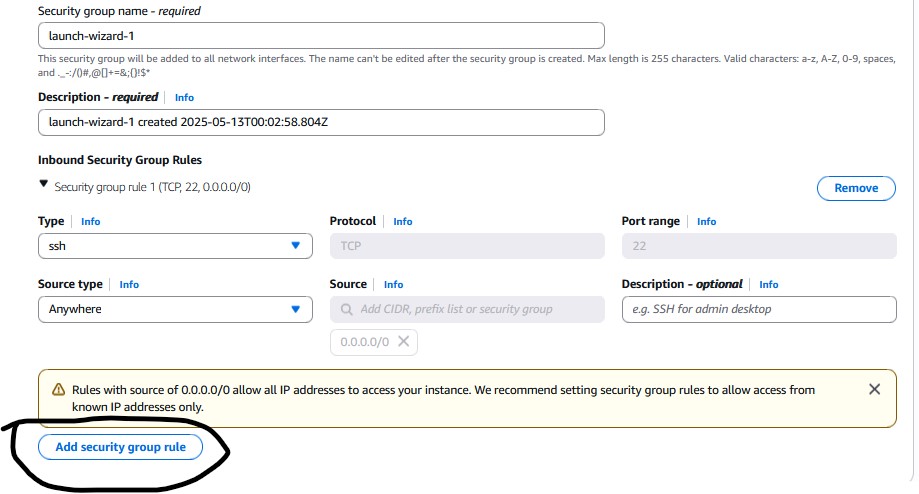 Security group name - required
launch-wizard-1
This security group will be added to all network interfaces. The name can't be edited after the security group is created. Max length is 255 characters. Valid characters: a-z, A-Z, 0-9, spaces,
and ._-:/()#,@[]+=&;{}!$*
Description - required | Info
launch-wizard-1 created 2025-05-13T00:02:58.804Z
Inbound Security Group Rules
Security group rule 1 (TCP, 22, 0.0.0.0/0)
Remove
Type | Info
Protocol | Info
Port range | Info
ssh
TCP
22
Source type | Info
Source | Info
Description - optional | Info
Anywhere
Add CIDR, prefix list or security group
e.g. SSH for admin desktop
0.0.0.0/0
Rules with source of 0.0.0.0/0 allow all IP addresses to access your instance. We recommend setting security group rules to allow access from
known IP addresses only.
Add security group rule